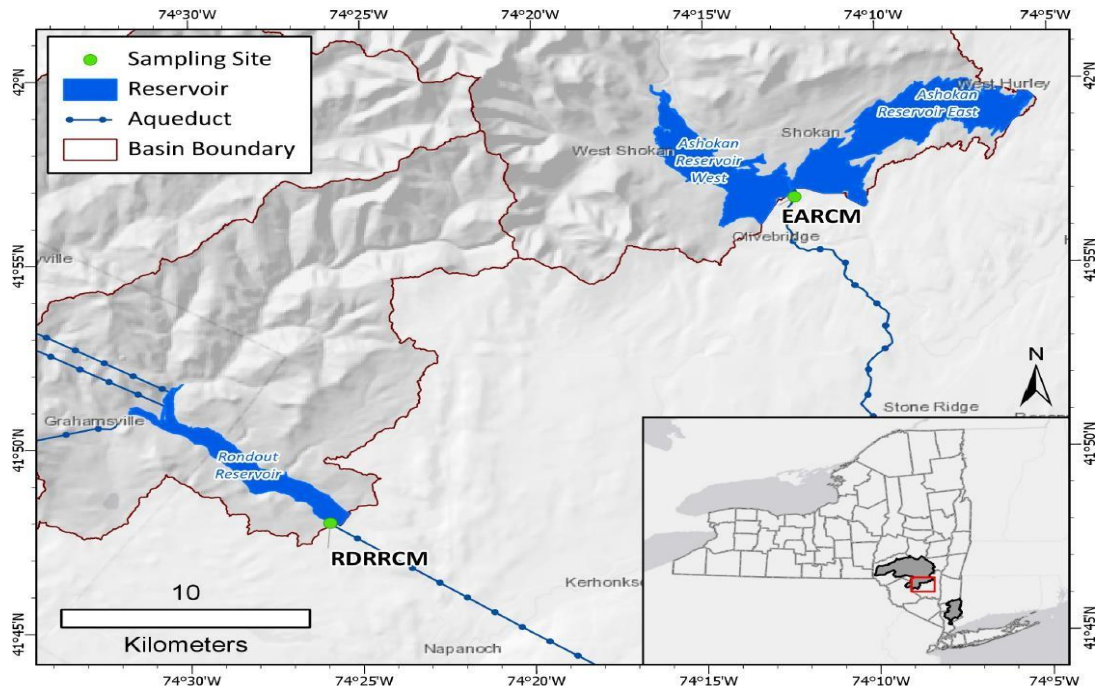 74°30'W 74°25'W 74°20'W 74°15'W 74°10'W 74°5'W
Sampling Site
Reservoir
Aqueduct
Basin Boundary
42°N
42°N
West Hurley
Ashokan
Reservoir East
Shokan
West Shokan
Ashokan
Reservoir
West
EARCM
Olivebridge
41°55'N
41°55'N
N
Stone Ridge
Grahamsville
41°50'N
41°50'N
Rondout
Reservoir
RDRRCM
10
Kilometers
Napanoch
41°45'N
41°45'N
74°30'W 74°25'W 74°20'W 74°15'W 74°10'W 74°5'W